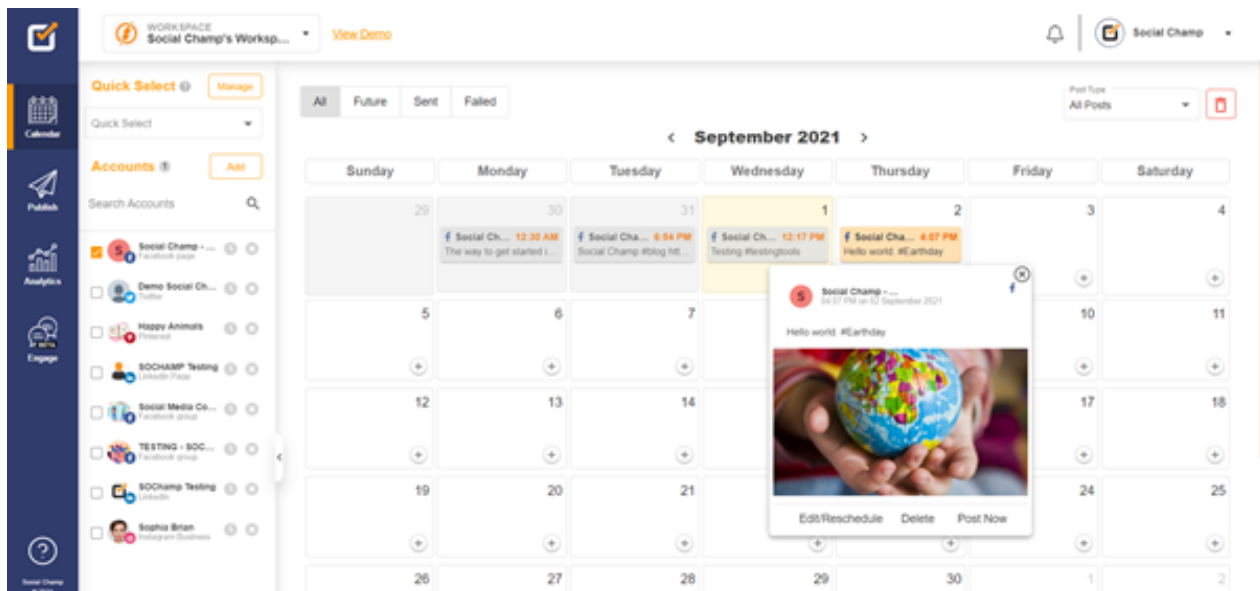 WORKSPACE
Social Champ's Worksp...
View Demo
Social Champ
Calendar
Publish
Analytics
BETA
Engage
Social Champ
Quick Select
Manage
Quick Select
Accounts 1
Add
Search Accounts
Social Champ - ...
Facebook page
Demo Social Ch...
Twitter
Happy Animals
Pinterest
SOCHAMP Testing
LinkedIn Page
Social Media Co...
Facebook group
TESTING - SOC...
Facebook group
SOChamp Testing
LinkedIn
Sophia Brian
Instagram Business
All Future Sent Failed
Post Type
All Posts
September 2021
Sunday Monday Tuesday Wednesday Thursday Friday Saturday
29 30 31 1 2 3 4
Social Ch... 12:30 AM
The way to get started i...
Social Cha... 6:54 PM
Social Champ #blog htt...
Social Ch... 12:17 PM
Testing #testingtools
Social Cha... 4:07 PM
Hello world. #Earthday
5 6 7 10 11
12 13 14 17 18
19 20 21 24 25
26 27 28 29 30 1 2
S
Social Champ - ...
04:07 PM on 02 September 2021
Hello world. #Earthday
Edit/Reschedule Delete Post Now